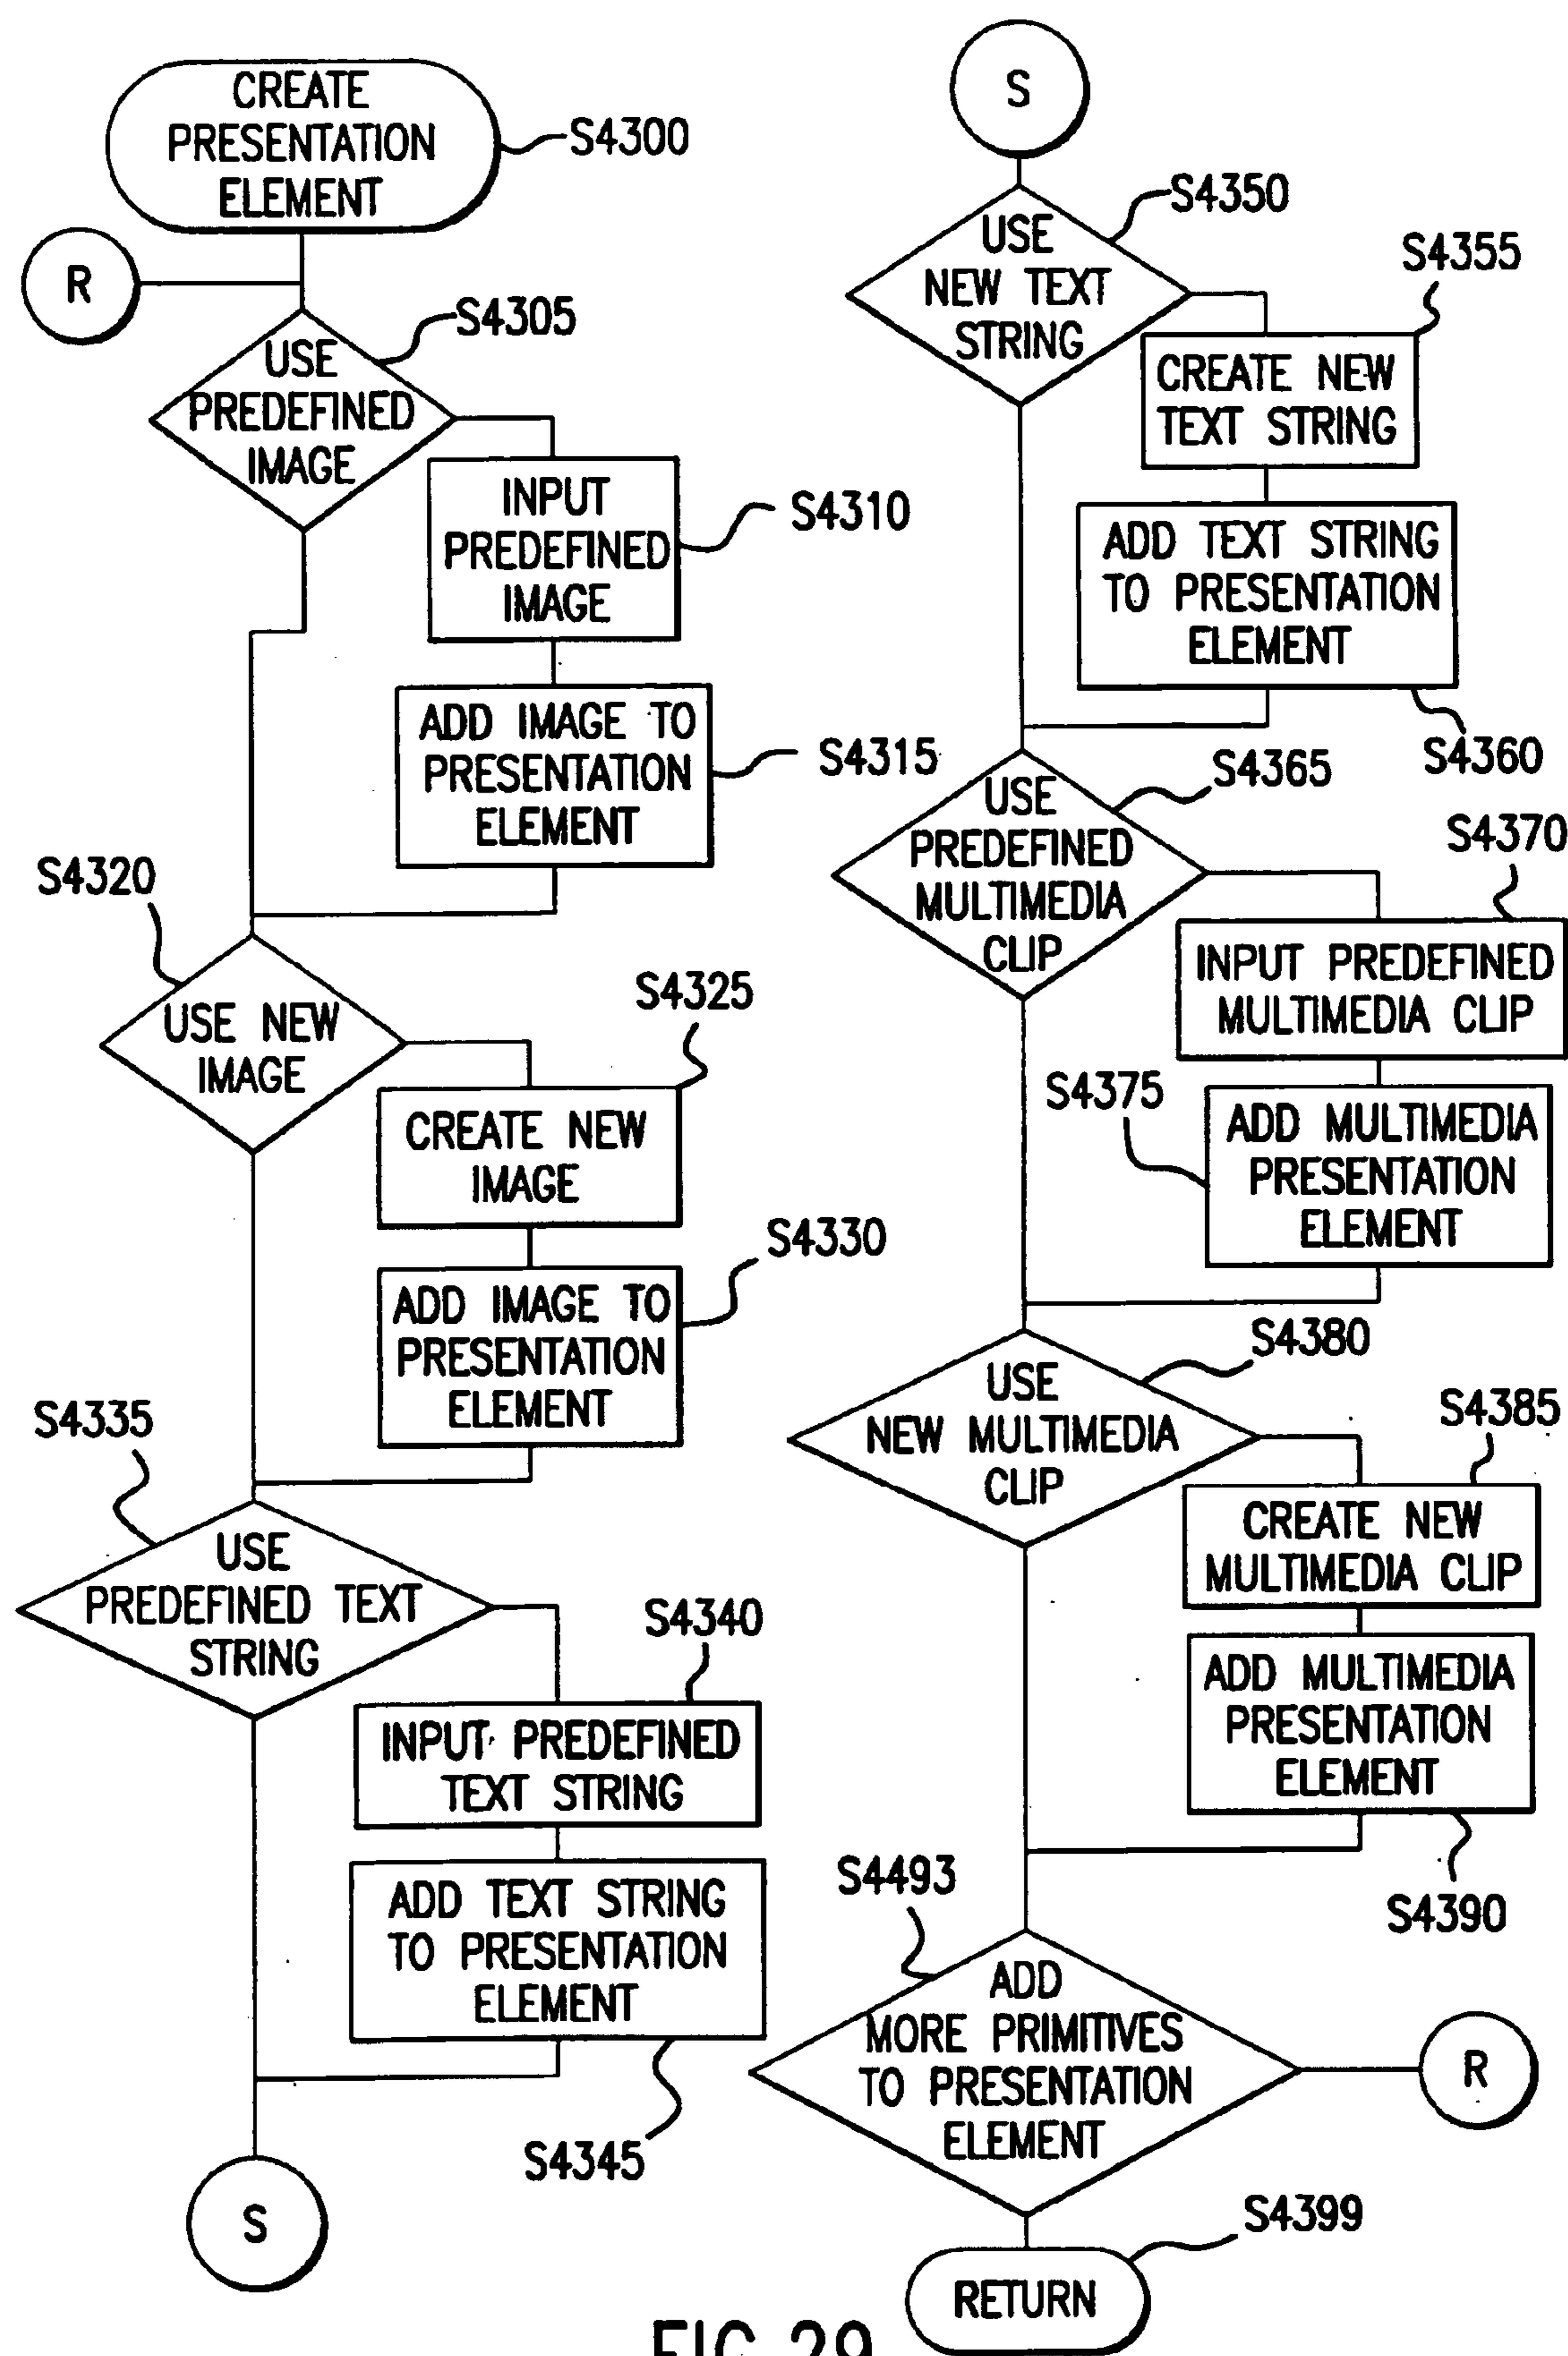 CREATE
PRESENTATION
ELEMENT
S4300
R
S4305
USE
PREDEFINED
IMAGE
INPUT
PREDEFINED
IMAGE
S4310
ADD IMAGE TO
PRESENTATION
ELEMENT
S4315
S4320
USE NEW
IMAGE
S4325
CREATE NEW
IMAGE
S4330
ADD IMAGE TO
PRESENTATION
ELEMENT
S4335
USE
PREDEFINED TEXT
STRING
S4340
INPUT PREDEFINED
TEXT STRING
ADD TEXT STRING
TO PRESENTATION
ELEMENT
S4345
S
S
S4350
USE
NEW TEXT
STRING
S4355
CREATE NEW
TEXT STRING
ADD TEXT STRING
TO PRESENTATION
ELEMENT
S4360
S4365
USE
PREDEFINED
MULTIMEDIA
CLIP
S4370
INPUT PREDEFINED
MULTIMEDIA CLIP
S4375
ADD MULTIMEDIA
PRESENTATION
ELEMENT
S4380
USE
NEW MULTIMEDIA
CLIP
S4385
CREATE NEW
MULTIMEDIA CLIP
ADD MULTIMEDIA
PRESENTATION
ELEMENT
S4390
S4493
ADD
MORE PRIMITIVES
TO PRESENTATION
ELEMENT
R
S4399
RETURN
FIG. 29